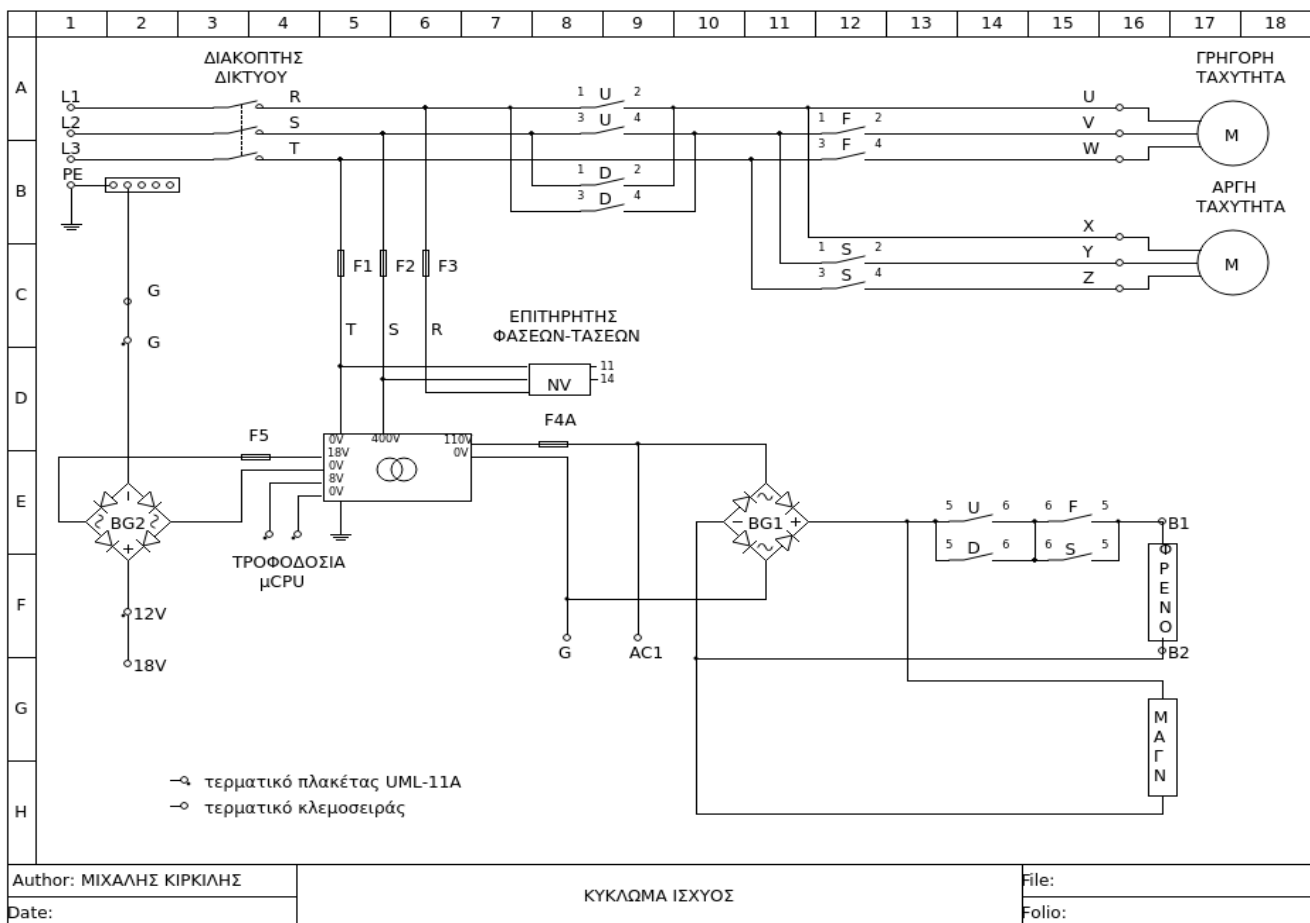 1 2 3 4 5 6 7 8 9 10 11 12 13 14 15 16 17 18
A
B
C
D
E
F
G
H
ΔΙΑΚΟΠΤΗΣ
ΔΙΚΤΥΟΥ
L1
L2
L3
PE
R
S
T
1 U 2
3 U 4
1 D 2
3 D 4
1 F 2
3 F 4
1 S 2
3 S 4
U
V
W
X
Y
Z
ΓΡΗΓΟΡΗ
ΤΑΧΥΤΗΤΑ
M
ΑΡΓΗ
ΤΑΧΥΤΗΤΑ
M
G
G
F1 F2 F3
T S R
ΕΠΙΤΗΡΗΤΗΣ
ΦΑΣΕΩΝ-ΤΑΣΕΩΝ
NV
11
14
F5
F4A
0V 400V 110V
18V 0V
0V
8V
0V
BG2
12V
18V
ΤΡΟΦΟΔΟΣΙΑ
μCPU
G
AC1
BG1
5 U 6
5 D 6
6 F 5
6 S 5
B1
ΦΡΕΝΟ
B2
ΜΑΓΝ
τερματικό πλακέτας UML-11A
τερματικό κλεμοσειράς
Author: ΜΙΧΑΛΗΣ ΚΙΡΚΙΛΗΣ
Date:
ΚΥΚΛΩΜΑ ΙΣΧΥΟΣ
File:
Folio: